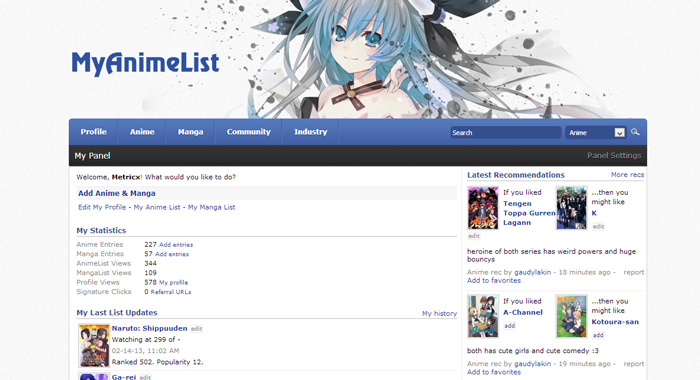 MyAnimeList
Profile Anime Manga Community Industry Search Anime
My Panel Panel Settings
Welcome, Metricx! What would you like to do?
Add Anime & Manga
Edit My Profile - My Anime List - My Manga List
My Statistics
Anime Entries 227 Add entries
Manga Entries 57 Add entries
AnimeList Views 344
MangaList Views 109
Profile Views 578 My profile
Signature Clicks 0 Referral URLs
My Last List Updates My history
Naruto: Shippuuden edit
Watching at 299 of -
02-14-13, 11:02 AM
Ranked 502, Popularity 12.
Ga-rei edit
Latest Recommendations More recs
If you liked
Tengen
Toppa Gurren
Lagann
edit
...then you
might like
K
edit
heroine of both series has weird powers and huge
bouncys
Anime rec by gaudylakin - 18 minutes ago - report
Add to favorites
If you liked
A-Channel
add
...then you
might like
Kotoura-san
add
both has cute girls and cute comedy :3
Anime rec by gaudylakin - 19 minutes ago - report
Add to favorites